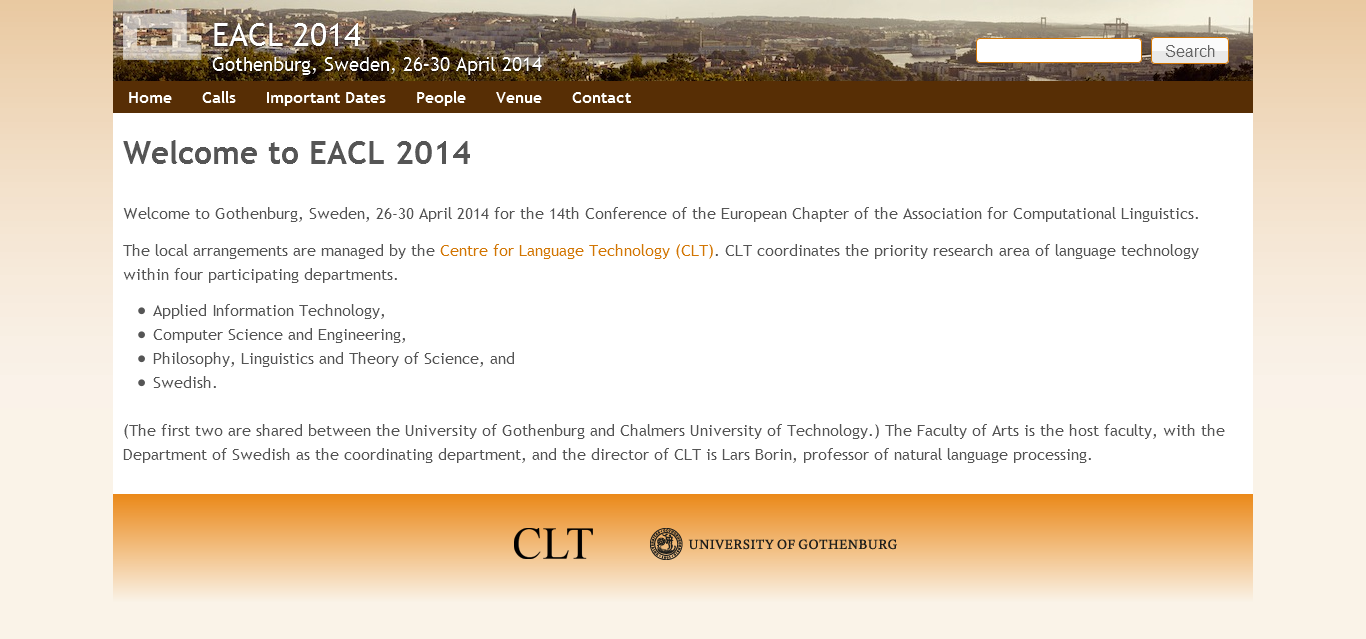 EACL 2014
Gothenburg, Sweden, 26-30 April 2014
Search
Home Calls Important Dates People Venue Contact
Welcome to EACL 2014
Welcome to Gothenburg, Sweden, 26-30 April 2014 for the 14th Conference of the European Chapter of the Association for Computational Linguistics.
The local arrangements are managed by the Centre for Language Technology (CLT). CLT coordinates the priority research area of language technology
within four participating departments.
• Applied Information Technology,
• Computer Science and Engineering,
• Philosophy, Linguistics and Theory of Science, and
• Swedish.
(The first two are shared between the University of Gothenburg and Chalmers University of Technology.) The Faculty of Arts is the host faculty, with the
Department of Swedish as the coordinating department, and the director of CLT is Lars Borin, professor of natural language processing.
CLT UNIVERSITY OF GOTHENBURG